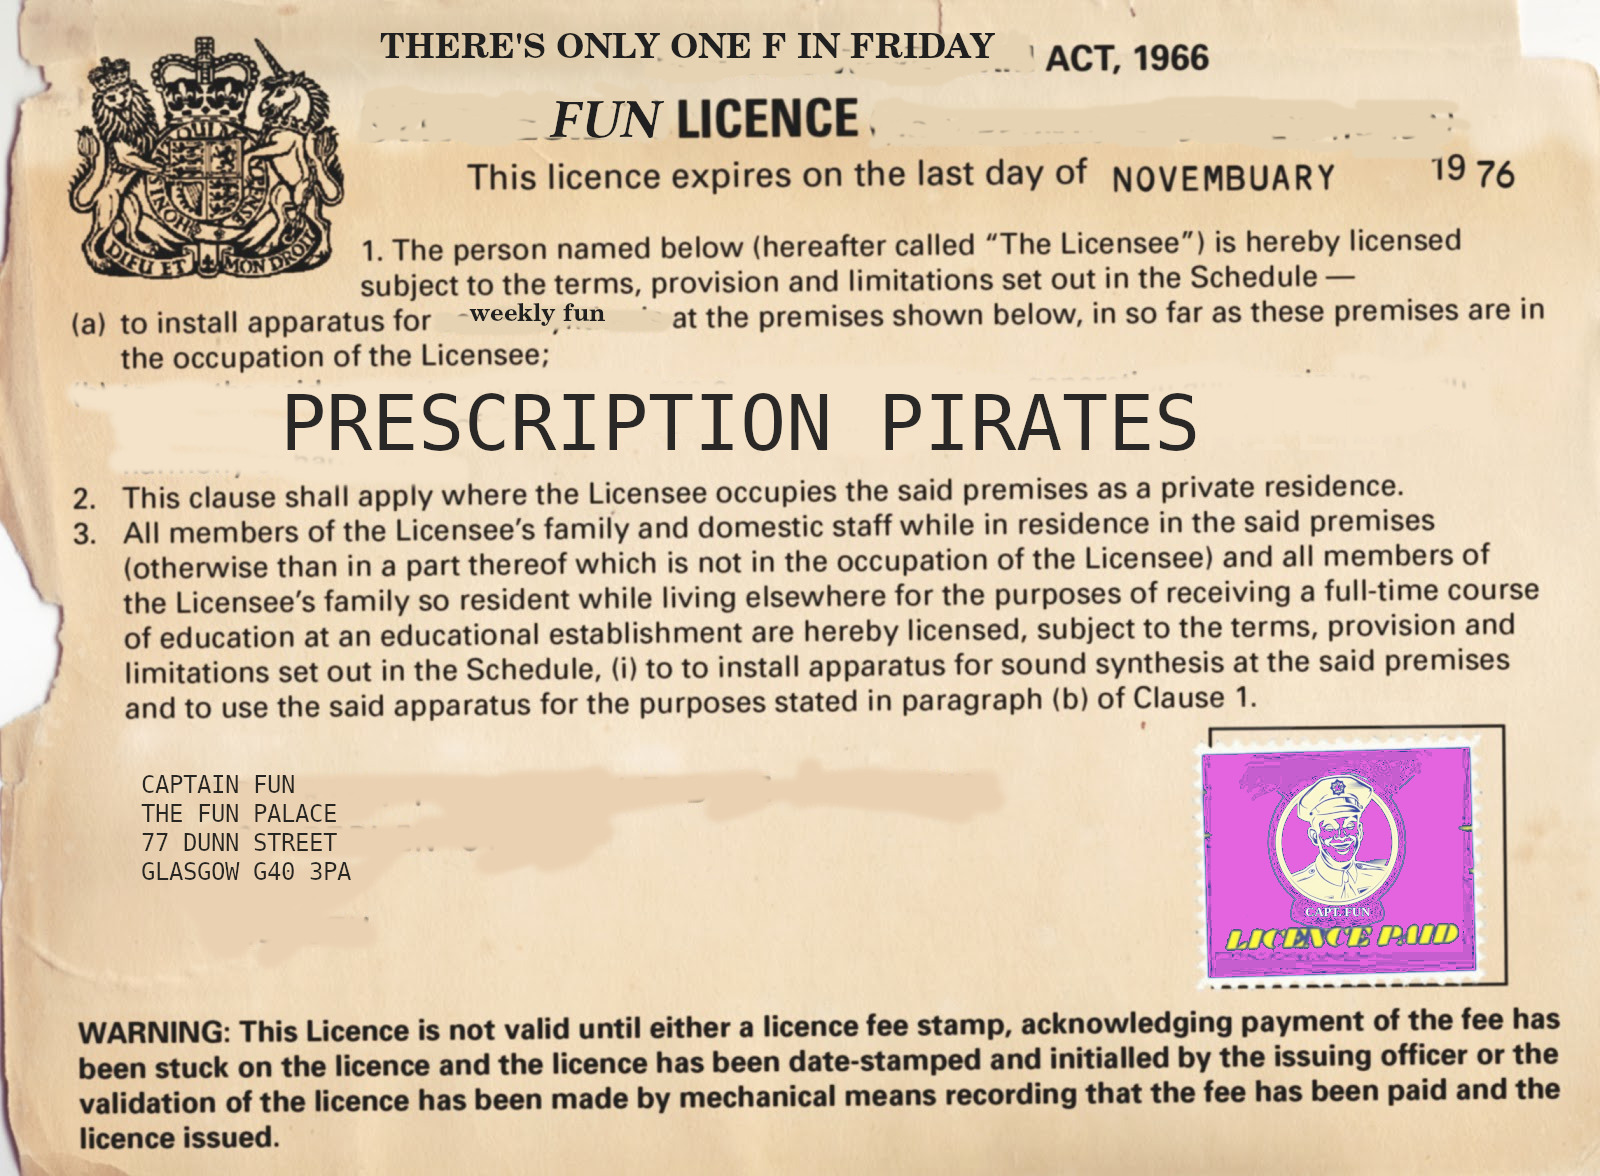 THERE'S ONLY ONE F IN FRIDAY ACT, 1966
FUN LICENCE
This licence expires on the last day of NOVEMBUARY 1976
1. The person named below (hereafter called “The Licensee”) is hereby licensed
subject to the terms, provision and limitations set out in the Schedule —
(a) to install apparatus for weekly fun at the premises shown below, in so far as these premises are in
the occupation of the Licensee;
PRESCRIPTION PIRATES
2. This clause shall apply where the Licensee occupies the said premises as a private residence.
3. All members of the Licensee’s family and domestic staff while in residence in the said premises
(otherwise than in a part thereof which is not in the occupation of the Licensee) and all members of
the Licensee’s family so resident while living elsewhere for the purposes of receiving a full-time course
of education at an educational establishment are hereby licensed, subject to the terms, provision and
limitations set out in the Schedule, (i) to to install apparatus for sound synthesis at the said premises
and to use the said apparatus for the purposes stated in paragraph (b) of Clause 1.
CAPTAIN FUN
THE FUN PALACE
77 DUNN STREET
GLASGOW G40 3PA
CAPT. FUN
LICENCE PAID
WARNING: This Licence is not valid until either a licence fee stamp, acknowledging payment of the fee has
been stuck on the licence and the licence has been date-stamped and initialled by the issuing officer or the
validation of the licence has been made by mechanical means recording that the fee has been paid and the
licence issued.
DIEU ET MON DROIT